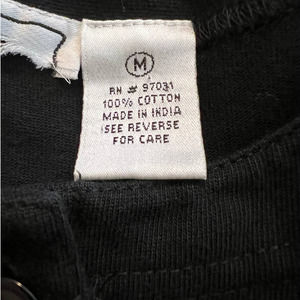 M
RN # 97031
100% COTTON
MADE IN INDIA
SEE REVERSE
FOR CARE